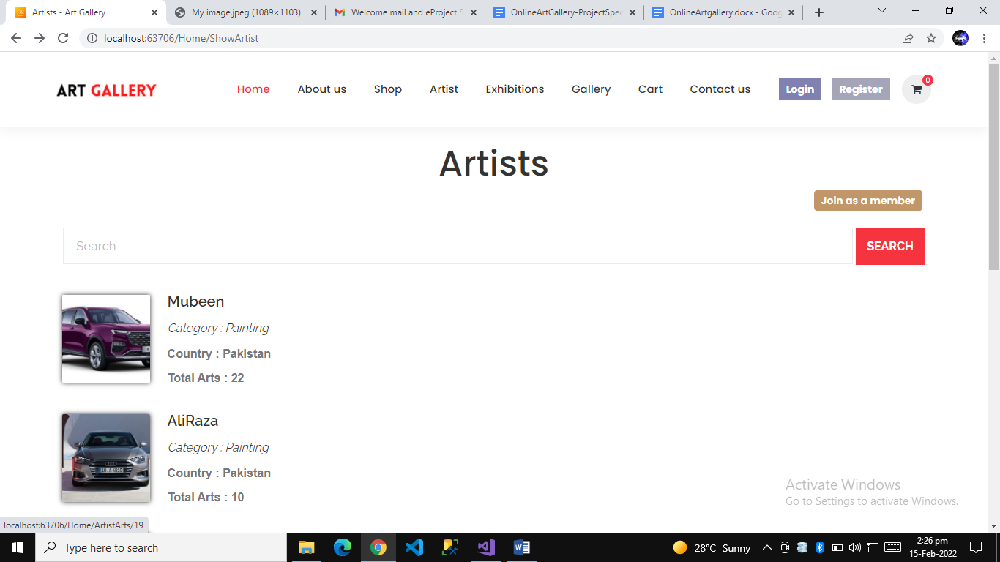 Artists - Art Gallery
My image.jpeg (1089×1103)
Welcome mail and eProject S
OnlineArtGallery-ProjectSpec
OnlineArtgallery.docx - Goog
localhost:63706/Home/ShowArtist
ART GALLERY
Home
About us
Shop
Artist
Exhibitions
Gallery
Cart
Contact us
Login
Register
0
Artists
Join as a member
Search
SEARCH
Mubeen
Category : Painting
Country : Pakistan
Total Arts : 22
AliRaza
Category : Painting
Country : Pakistan
Total Arts : 10
Activate Windows
Go to Settings to activate Windows.
localhost:63706/Home/ArtistArts/19
Type here to search
28°C Sunny
2:26 pm
15-Feb-2022